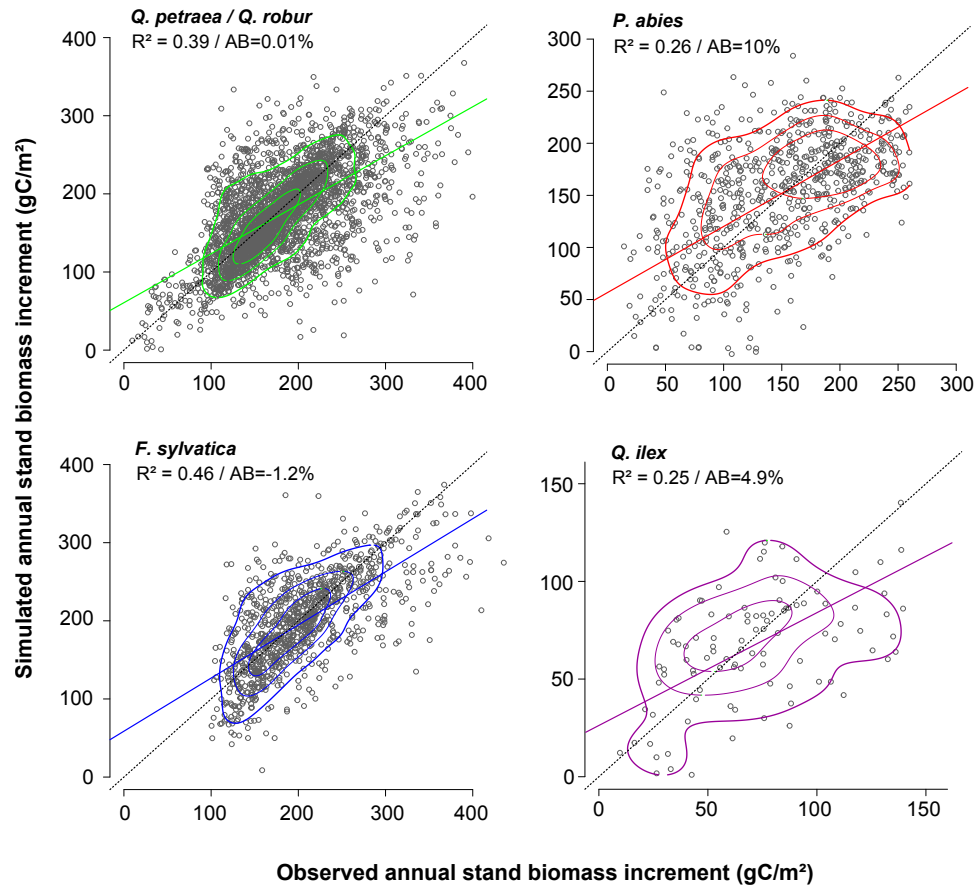 Q. petraea / Q. robur
R² = 0.39 / AB=0.01%
400
300
200
100
0
0 100 200 300 400
P. abies
R² = 0.26 / AB=10%
300
250
200
150
100
50
0
0 50 100 150 200 250 300
F. sylvatica
R² = 0.46 / AB=-1.2%
400
300
200
100
0
0 100 200 300 400
Q. ilex
R² = 0.25 / AB=4.9%
150
100
50
0
0 50 100 150
Simulated annual stand biomass increment (gC/m²)
Observed annual stand biomass increment (gC/m²)